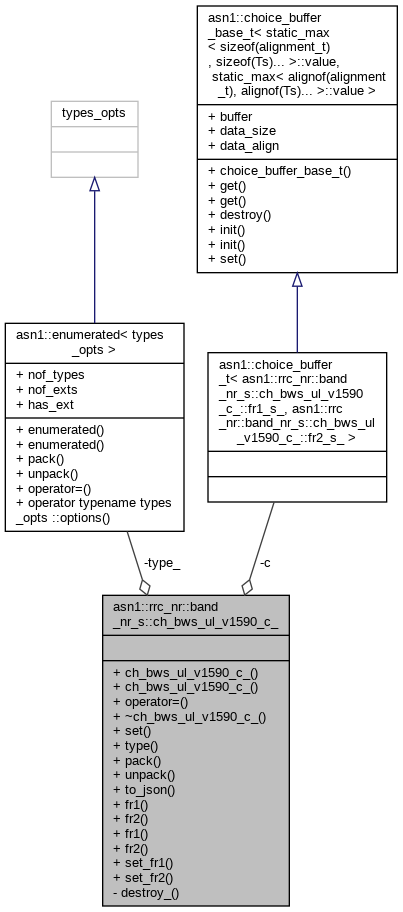 asn1::choice_buffer
_base_t< static_max
< sizeof(alignment_t)
, sizeof(Ts)... >::value,
static_max< alignof(alignment
_t), alignof(Ts)... >::value >
+ buffer
+ data_size
+ data_align
+ choice_buffer_base_t()
+ get()
+ get()
+ destroy()
+ init()
+ init()
+ set()
types_opts
asn1::enumerated< types
_opts >
+ nof_types
+ nof_exts
+ has_ext
+ enumerated()
+ enumerated()
+ pack()
+ unpack()
+ operator=()
+ operator typename types
_opts ::options()
asn1::choice_buffer
_t< asn1::rrc_nr::band
_nr_s::ch_bws_ul_v1590
_c_::fr1_s_, asn1::rrc
_nr::band_nr_s::ch_bws_ul
_v1590_c_::fr2_s_ >
-type_
-c
asn1::rrc_nr::band
_nr_s::ch_bws_ul_v1590_c_
+ ch_bws_ul_v1590_c_()
+ ch_bws_ul_v1590_c_()
+ operator=()
+ ~ch_bws_ul_v1590_c_()
+ set()
+ type()
+ pack()
+ unpack()
+ to_json()
+ fr1()
+ fr2()
+ fr1()
+ fr2()
+ set_fr1()
+ set_fr2()
- destroy_()